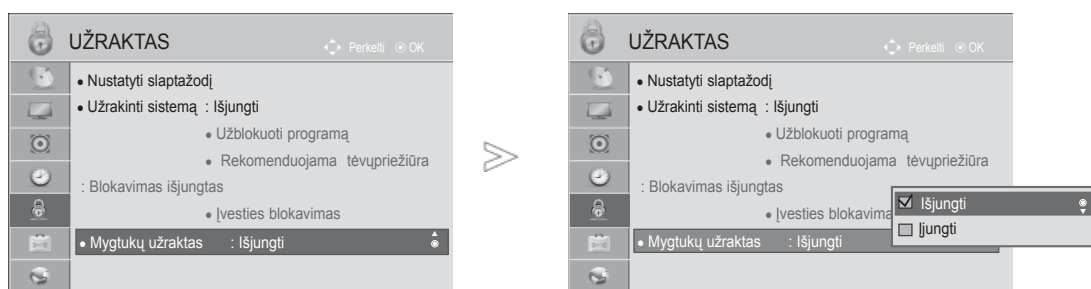 UŽRAKTAS
Perkelti OK
• Nustatyti slaptažodį
• Užrakinti sistemą : Išjungti
• Užblokuoti programą
• Rekomenduojama tėvųpriežiūra
: Blokavimas išjungtas
• Įvesties blokavimas
• Mygtukų užraktas : Išjungti
UŽRAKTAS
Perkelti OK
• Nustatyti slaptažodį
• Užrakinti sistemą : Išjungti
• Užblokuoti programą
• Rekomenduojama tėvųpriežiūra
: Blokavimas išjungtas
• Įvesties blokavima
• Mygtukų užraktas : Išjungti
Išjungti
Įjungti